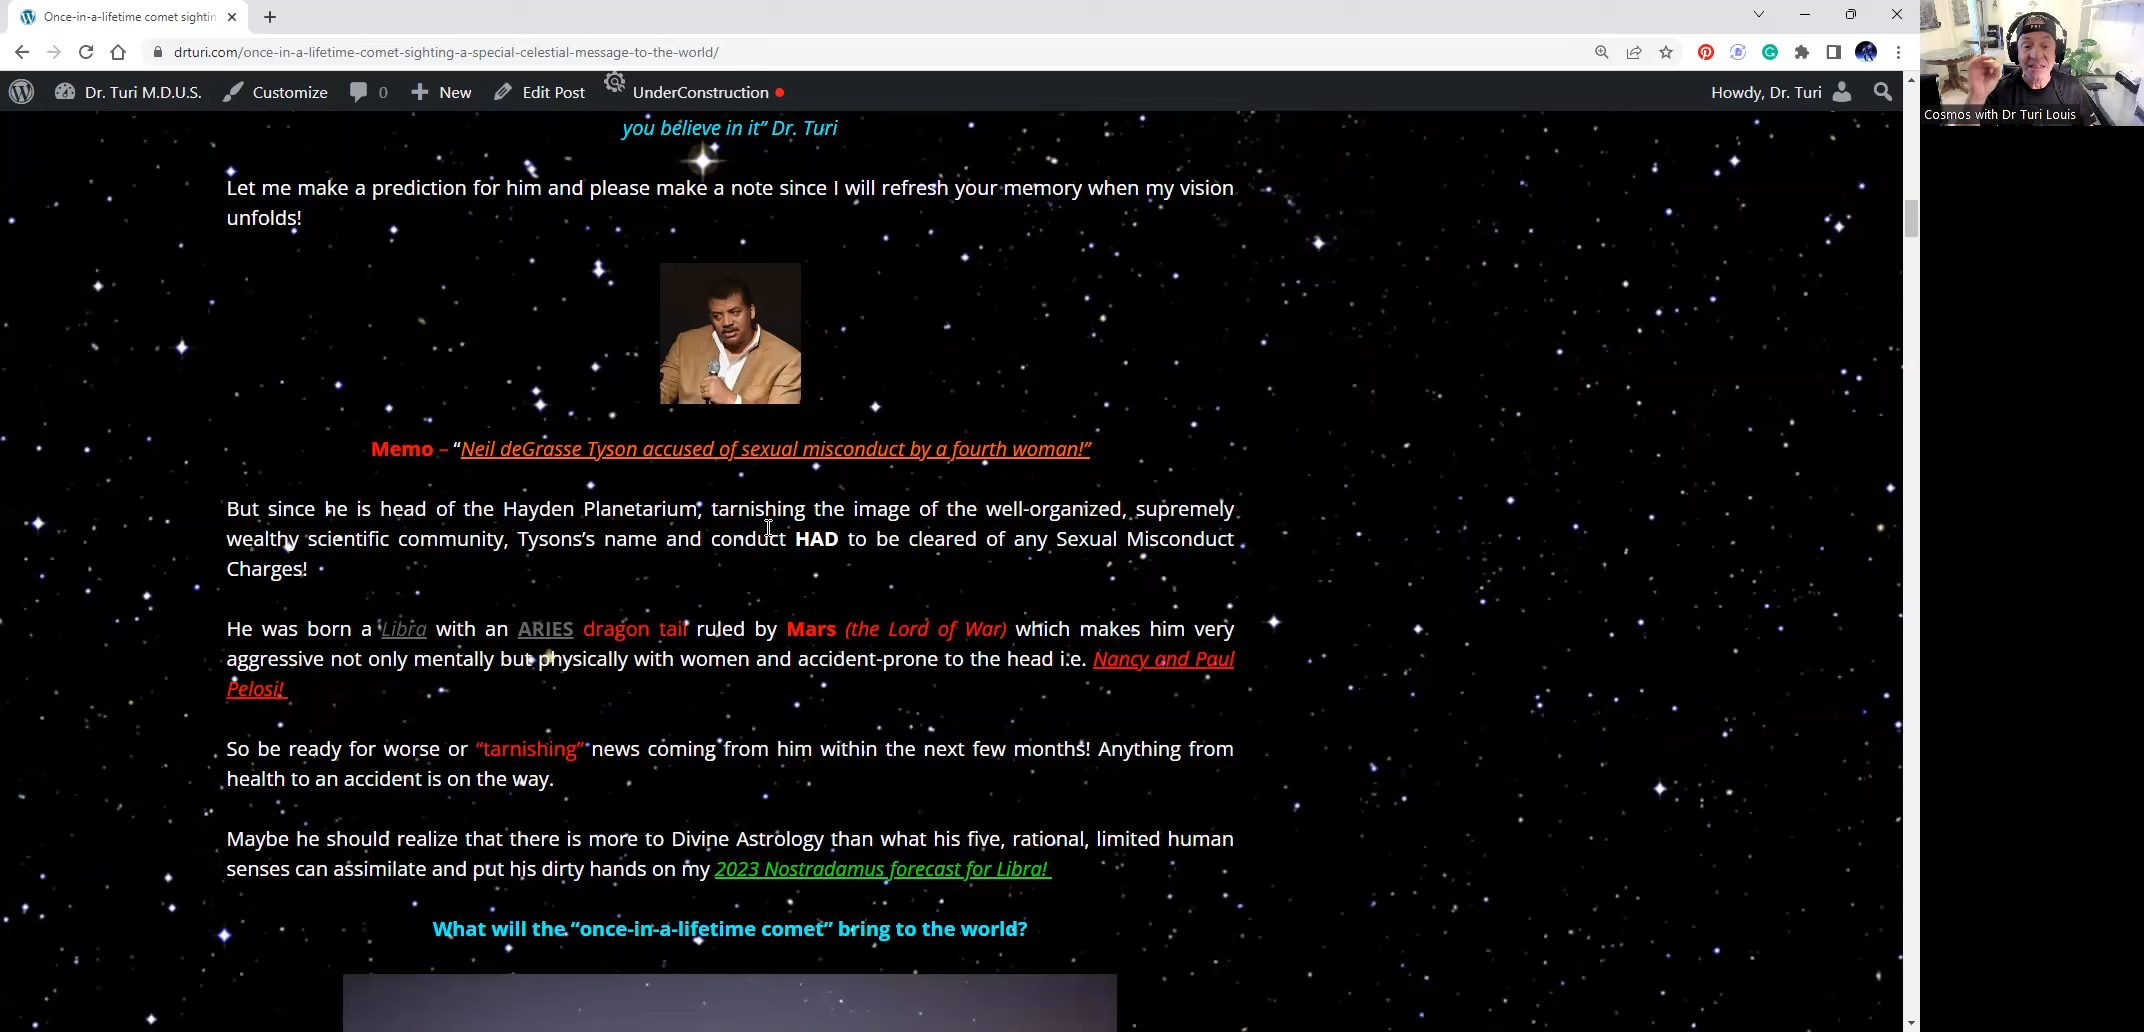 Once-in-a-lifetime comet sightin
drturi.com/once-in-a-lifetime-comet-sighting-a-special-celestial-message-to-the-world/
Dr. Turi M.D.U.S. Customize 0 New Edit Post UnderConstruction Howdy, Dr. Turi
Cosmos with Dr Turi Louis
you believe in it” Dr. Turi
Let me make a prediction for him and please make a note since I will refresh your memory when my vision
unfolds!
Memo – “Neil deGrasse Tyson accused of sexual misconduct by a fourth woman!”
But since he is head of the Hayden Planetarium, tarnishing the image of the well-organized, supremely
wealthy scientific community, Tysons’s name and conduct HAD to be cleared of any Sexual Misconduct
Charges!
He was born a Libra with an ARIES dragon tail ruled by Mars (the Lord of War) which makes him very
aggressive not only mentally but physically with women and accident-prone to the head i.e. Nancy and Paul
Pelosi!
So be ready for worse or “tarnishing” news coming from him within the next few months! Anything from
health to an accident is on the way.
Maybe he should realize that there is more to Divine Astrology than what his five, rational, limited human
senses can assimilate and put his dirty hands on my 2023 Nostradamus forecast for Libra!
What will the “once-in-a-lifetime comet” bring to the world?